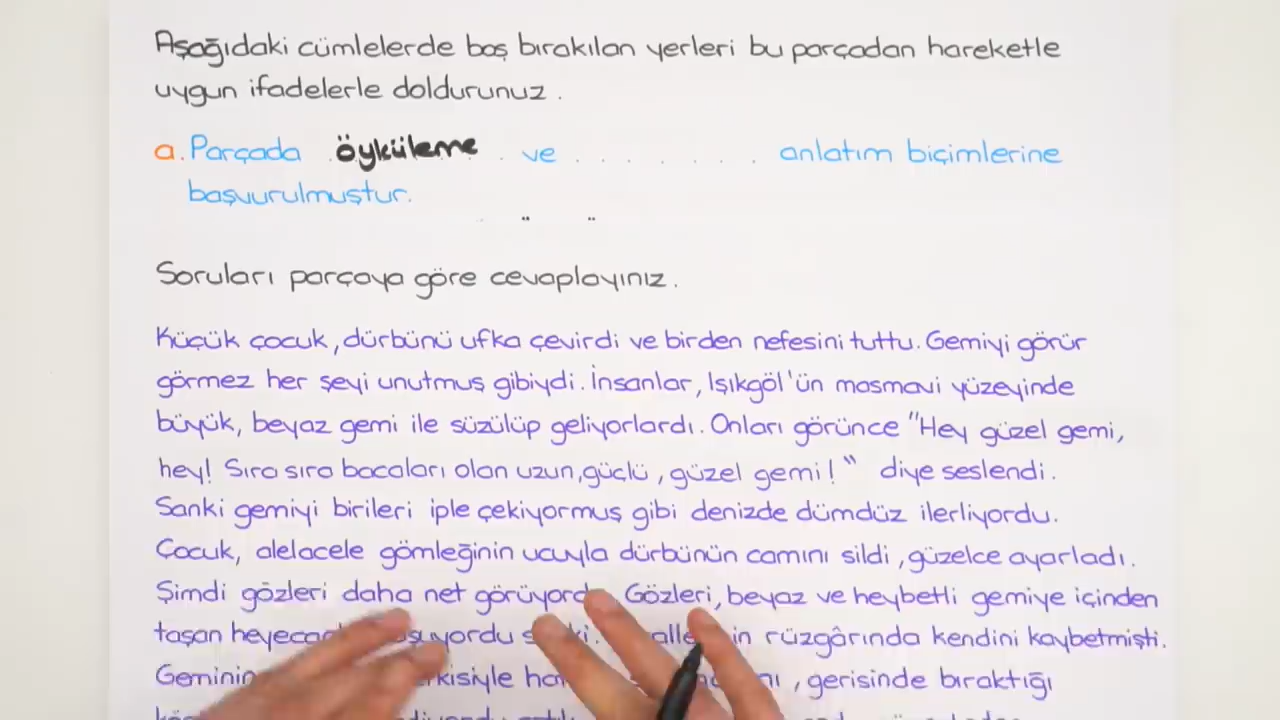 Aşağıdaki cümlelerde boş bırakılan yerleri bu parçadan hareketle
uygun ifadelerle doldurunuz.
a. Parçada öyküleme . ve . . . . . . . anlatım biçimlerine
başvurulmuştur.
Soruları parçaya göre cevaplayınız.
Küçük çocuk, dürbünü ufka çevirdi ve birden nefesini tuttu. Gemiyi görür
görmez her şeyi unutmuş gibiydi. İnsanlar, Işıkgöl'ün masmavi yüzeyinde
büyük, beyaz gemi ile süzülüp geliyorlardı. Onları görünce "Hey güzel gemi,
hey! Sıra sıra bacaları olan uzun, güçlü, güzel gemi!" diye seslendi.
Sanki gemiyi birileri iple çekiyormuş gibi denizde dümdüz ilerliyordu.
Çocuk, alelacele gömleğinin ucuyla dürbünün camını sildi, güzelce ayarladı.
Şimdi gözleri daha net görüyord Gözleri, beyaz ve heybetli gemiye içinden
taşan rüzgârında kendini kaybetmişti.
Geminin , gerisinde bıraktığı